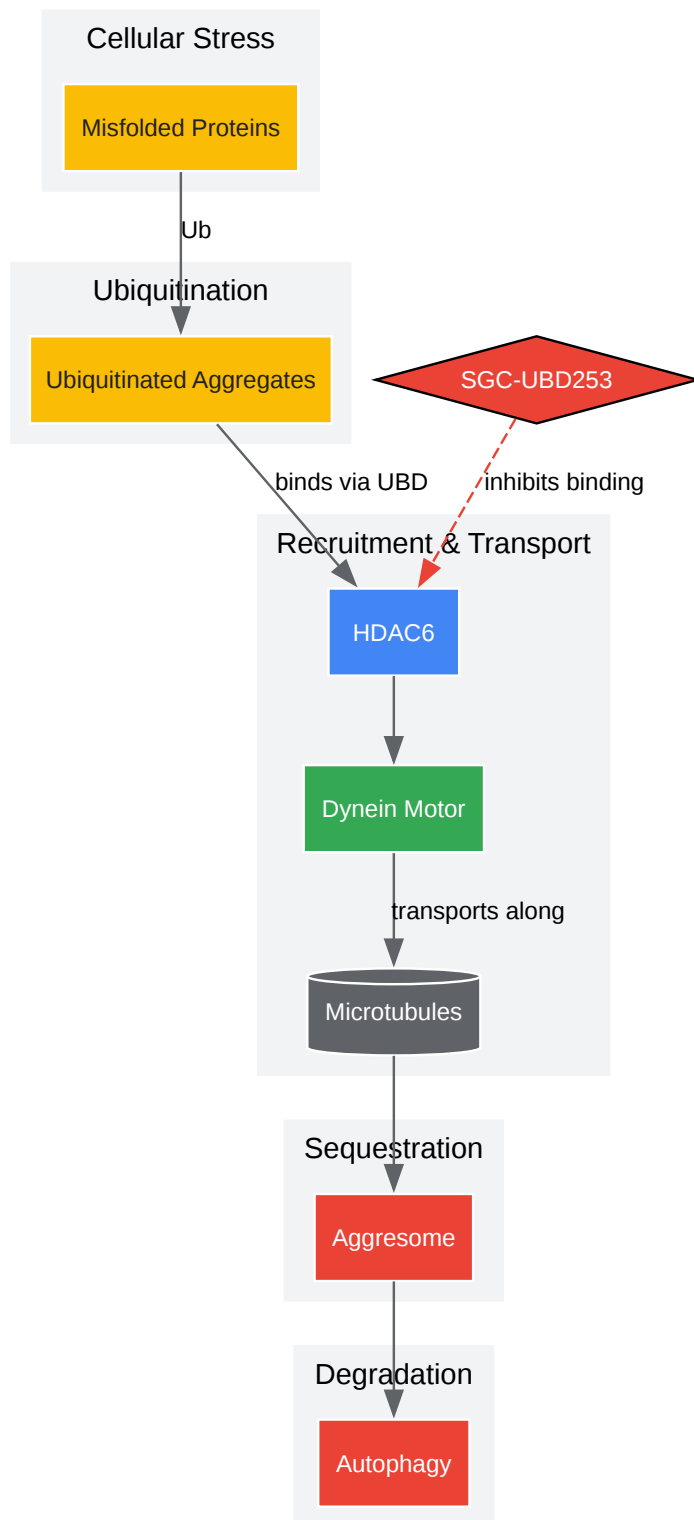 Cellular Stress
Misfolded Proteins
Ub
Ubiquitination
Ubiquitinated Aggregates
SGC-UBD253
binds via UBD
inhibits binding
Recruitment & Transport
HDAC6
Dynein Motor
transports along
Microtubules
Sequestration
Aggresome
Degradation
Autophagy